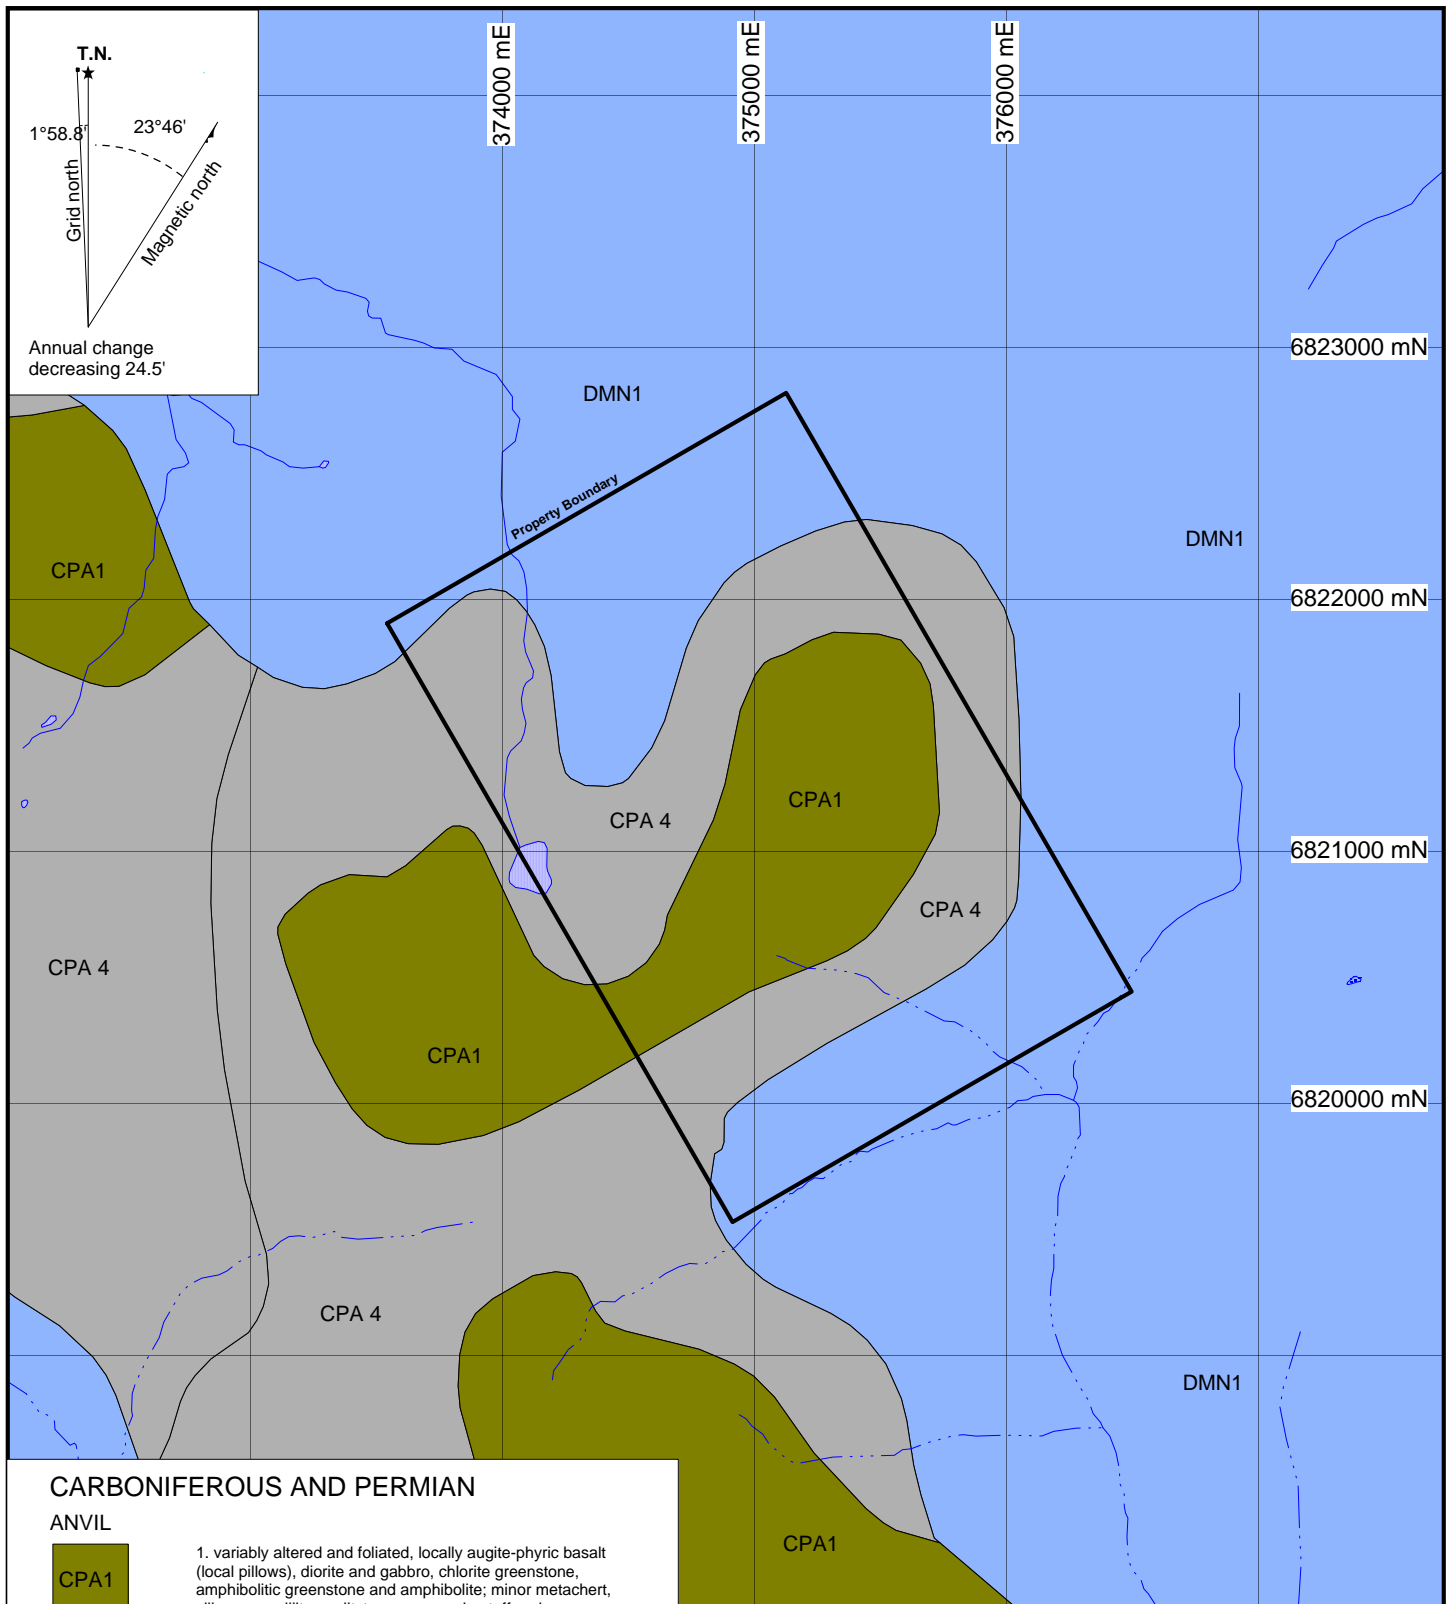 T.N.
1°58.8'
23°46'
Grid north
Magnetic north
Annual change
decreasing 24.5'
374000 mE
375000 mE
376000 mE
6823000 mN
DMN1
Property Boundary
DMN1
CPA1
6822000 mN
CPA1
CPA 4
6821000 mN
CPA 4
CPA 4
CPA1
6820000 mN
CPA 4
DMN1
CARBONIFEROUS AND PERMIAN
ANVIL
CPA1
1. variably altered and foliated, locally augite-phyric basalt
(local pillows), diorite and gabbro, chlorite greenstone,
amphibolitic greenstone and amphibolite; minor metachert,
CPA1